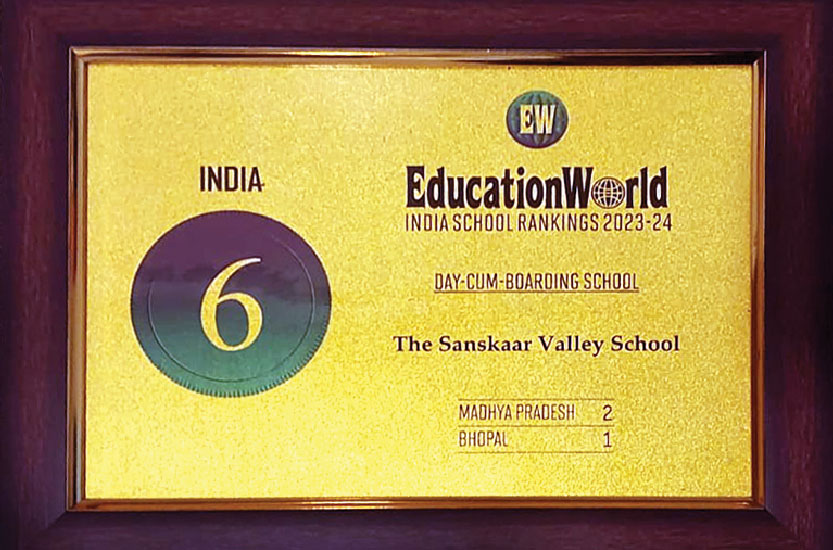 INDIA
6
EW
EducationWorld
INDIA SCHOOL RANKINGS 2023-24
DAY-CUM-BOARDING SCHOOL
The Sanskaar Valley School
MADHYA PRADESH 2
BHOPAL 1